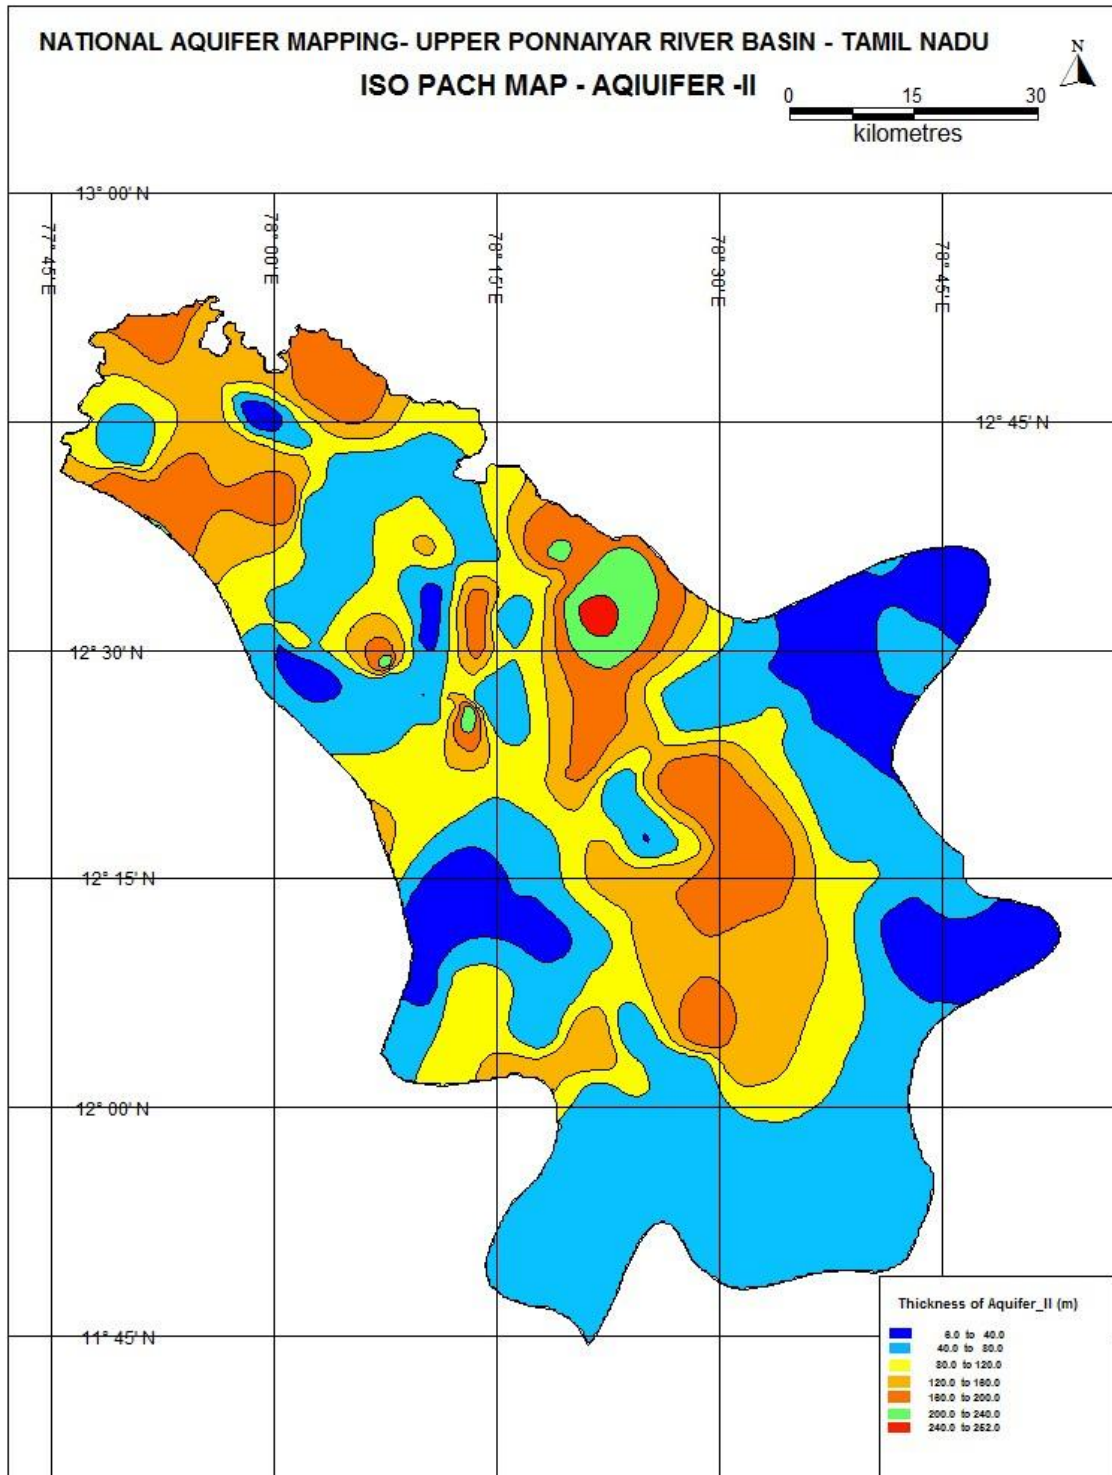 NATIONAL AQUIFER MAPPING- UPPER PONNAIYAR RIVER BASIN - TAMIL NADU
ISO PACH MAP - AQIUIFER -II
N
0 15 30
kilometres
13° 00' N
77° 45' E
78° 00' E
78° 15' E
78° 30' E
78° 45' E
12° 45' N
12° 30' N
12° 15' N
12° 00' N
11° 45' N
Thickness of Aquifer_II (m)
6.0 to 40.0
40.0 to 80.0
80.0 to 120.0
120.0 to 160.0
160.0 to 200.0
200.0 to 240.0
240.0 to 252.0